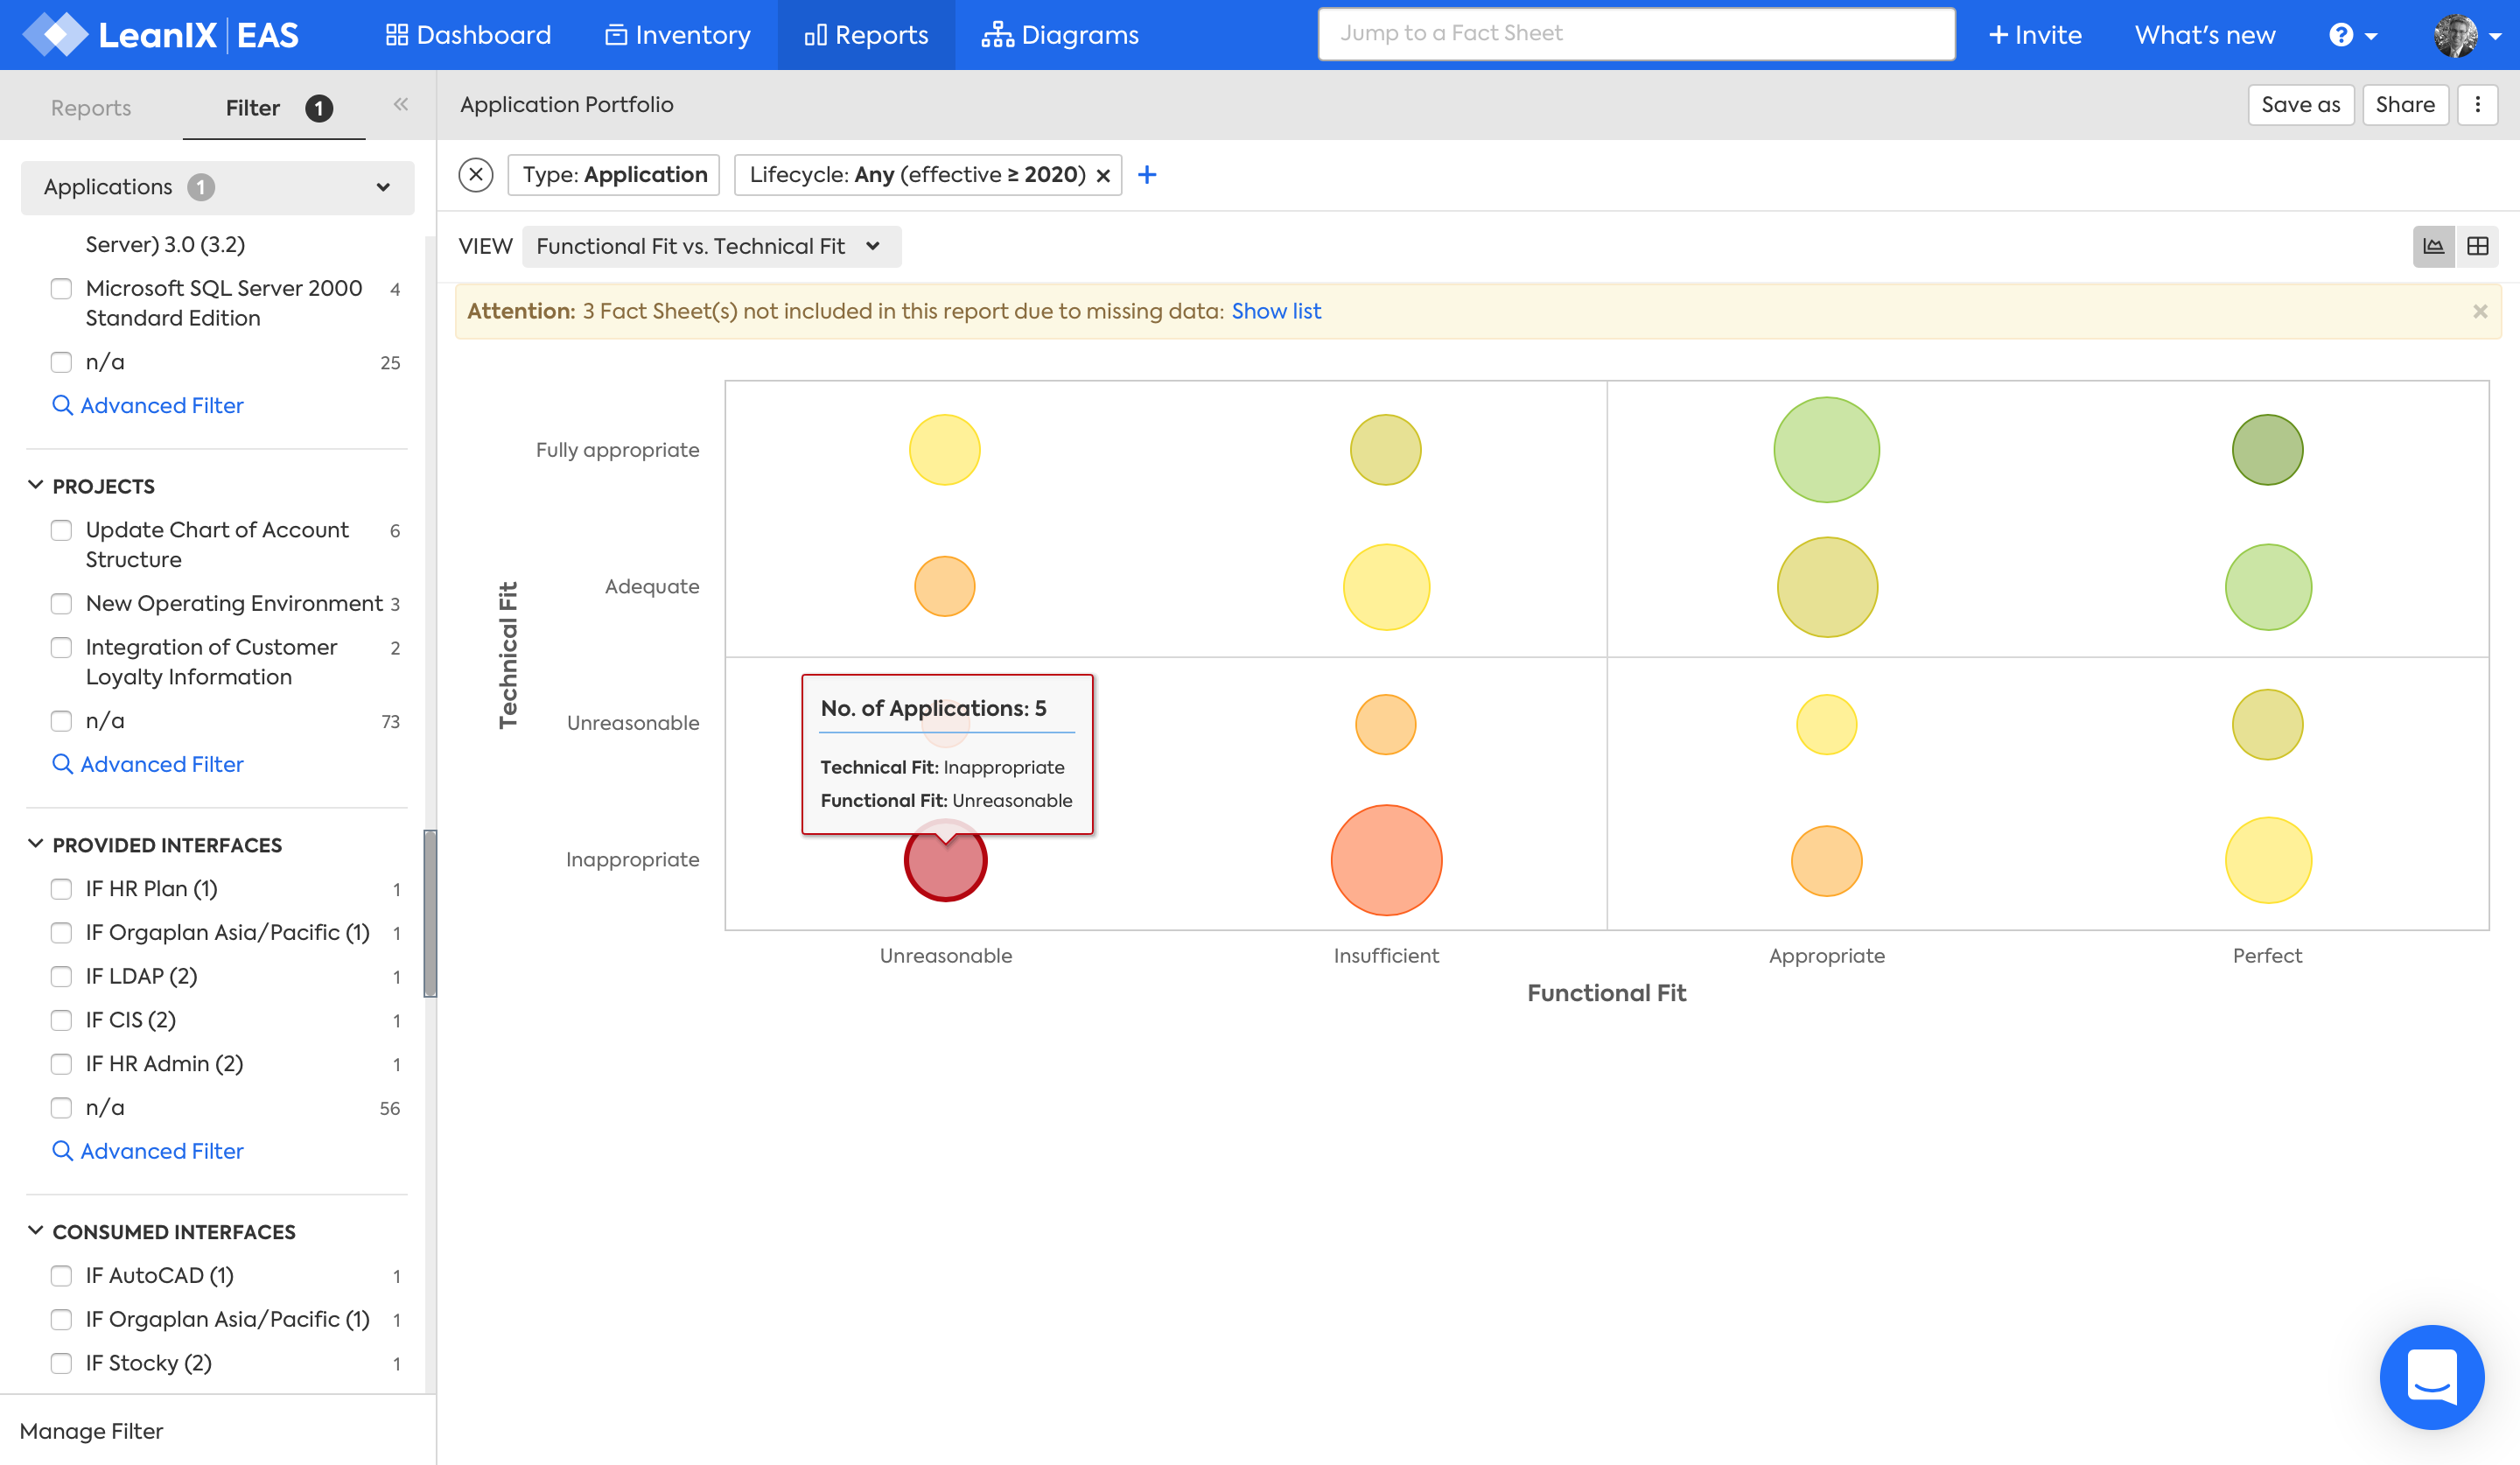 LeanIX EAS
Dashboard
Inventory
Reports
Diagrams
Jump to a Fact Sheet
+ Invite
What's new
?
Reports
Filter 1
«
Application Portfolio
Save as
Share
Applications 1
Type: Application
Lifecycle: Any (effective ≥ 2020) ×
+
VIEW Functional Fit vs. Technical Fit
Attention: 3 Fact Sheet(s) not included in this report due to missing data: Show list
×
Server) 3.0 (3.2)
Microsoft SQL Server 2000 4
Standard Edition
n/a 25
Advanced Filter
PROJECTS
Update Chart of Account 6
Structure
New Operating Environment 3
Integration of Customer 2
Loyalty Information
n/a 73
Advanced Filter
PROVIDED INTERFACES
IF HR Plan (1) 1
IF Orgaplan Asia/Pacific (1) 1
IF LDAP (2) 1
IF CIS (2) 1
IF HR Admin (2) 1
n/a 56
Advanced Filter
CONSUMED INTERFACES
IF AutoCAD (1) 1
IF Orgaplan Asia/Pacific (1) 1
IF Stocky (2) 1
Manage Filter
Technical Fit
Fully appropriate
Adequate
Unreasonable
Inappropriate
No. of Applications: 5
Technical Fit: Inappropriate
Functional Fit: Unreasonable
Unreasonable
Insufficient
Appropriate
Perfect
Functional Fit